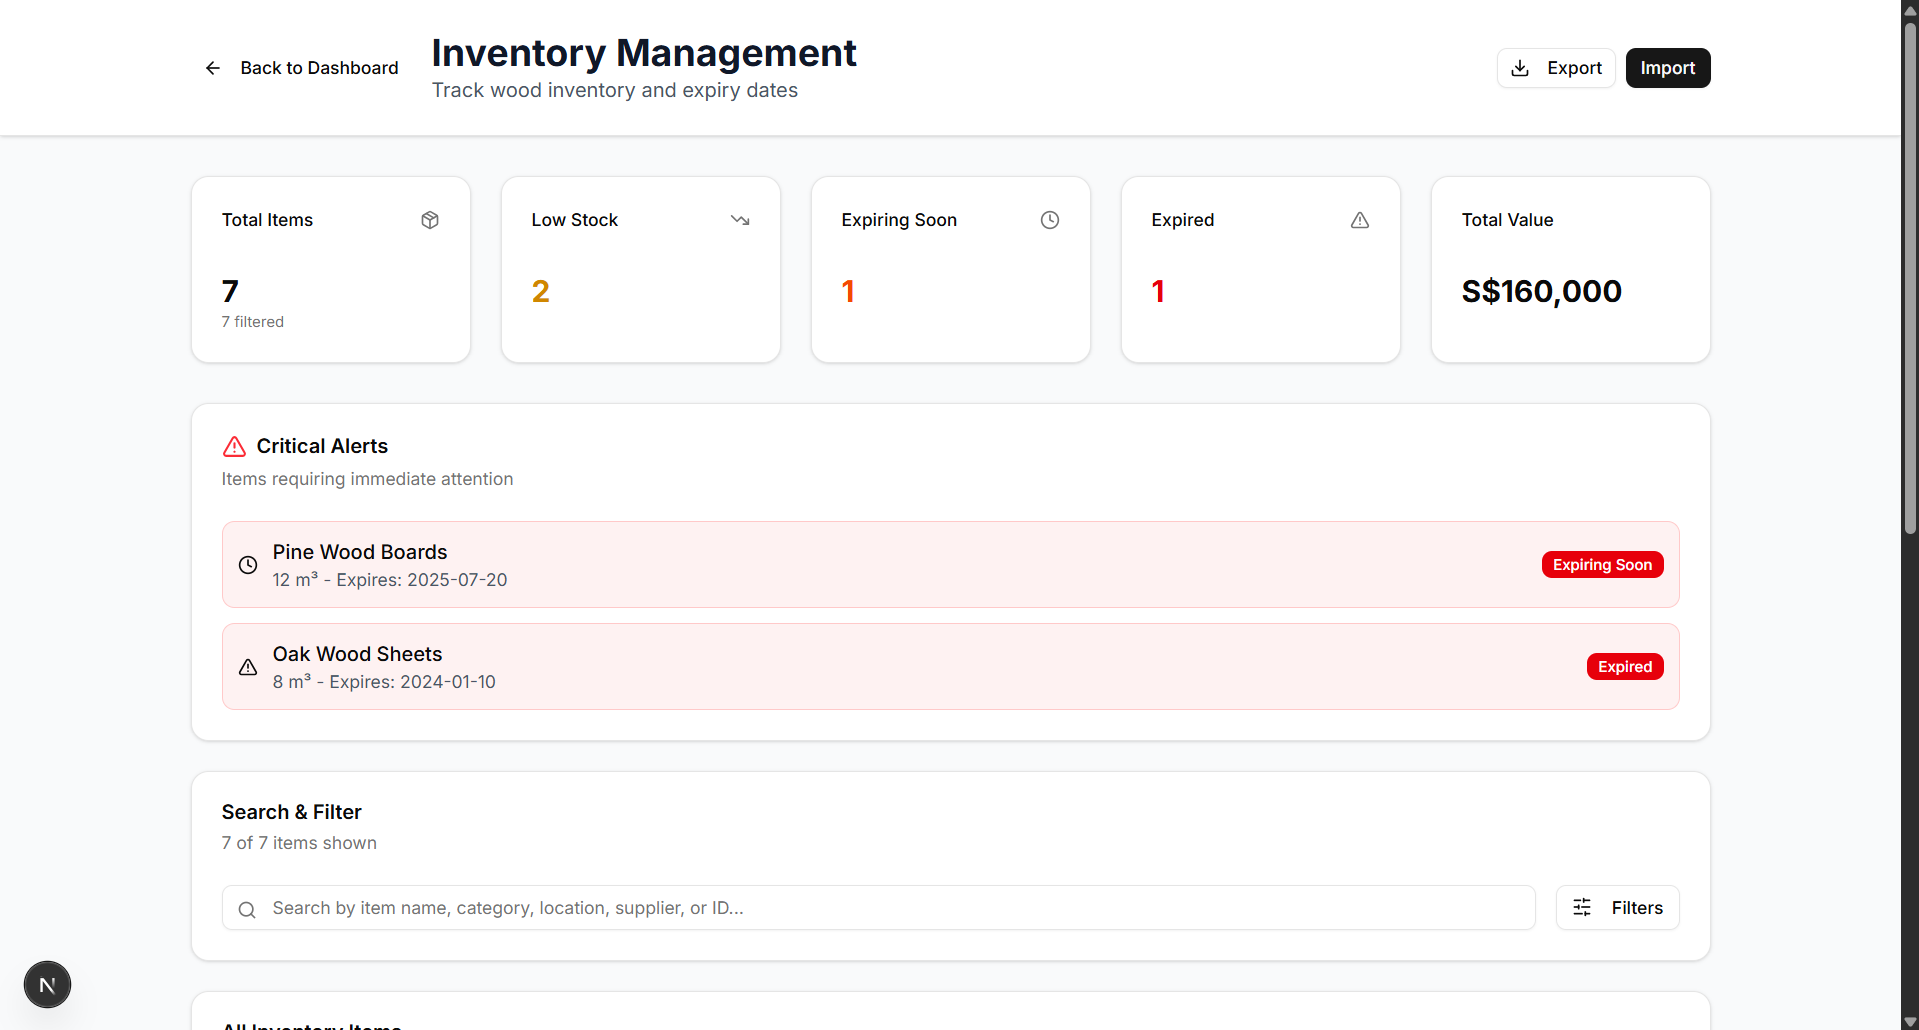 Back to Dashboard
Inventory Management
Track wood inventory and expiry dates
Export
Import
Total Items
7
7 filtered
Low Stock
2
Expiring Soon
1
Expired
1
Total Value
S$160,000
Critical Alerts
Items requiring immediate attention
Pine Wood Boards
12 m³ - Expires: 2025-07-20
Expiring Soon
Oak Wood Sheets
8 m³ - Expires: 2024-01-10
Expired
Search & Filter
7 of 7 items shown
Search by item name, category, location, supplier, or ID...
Filters
N
All Inventory Items